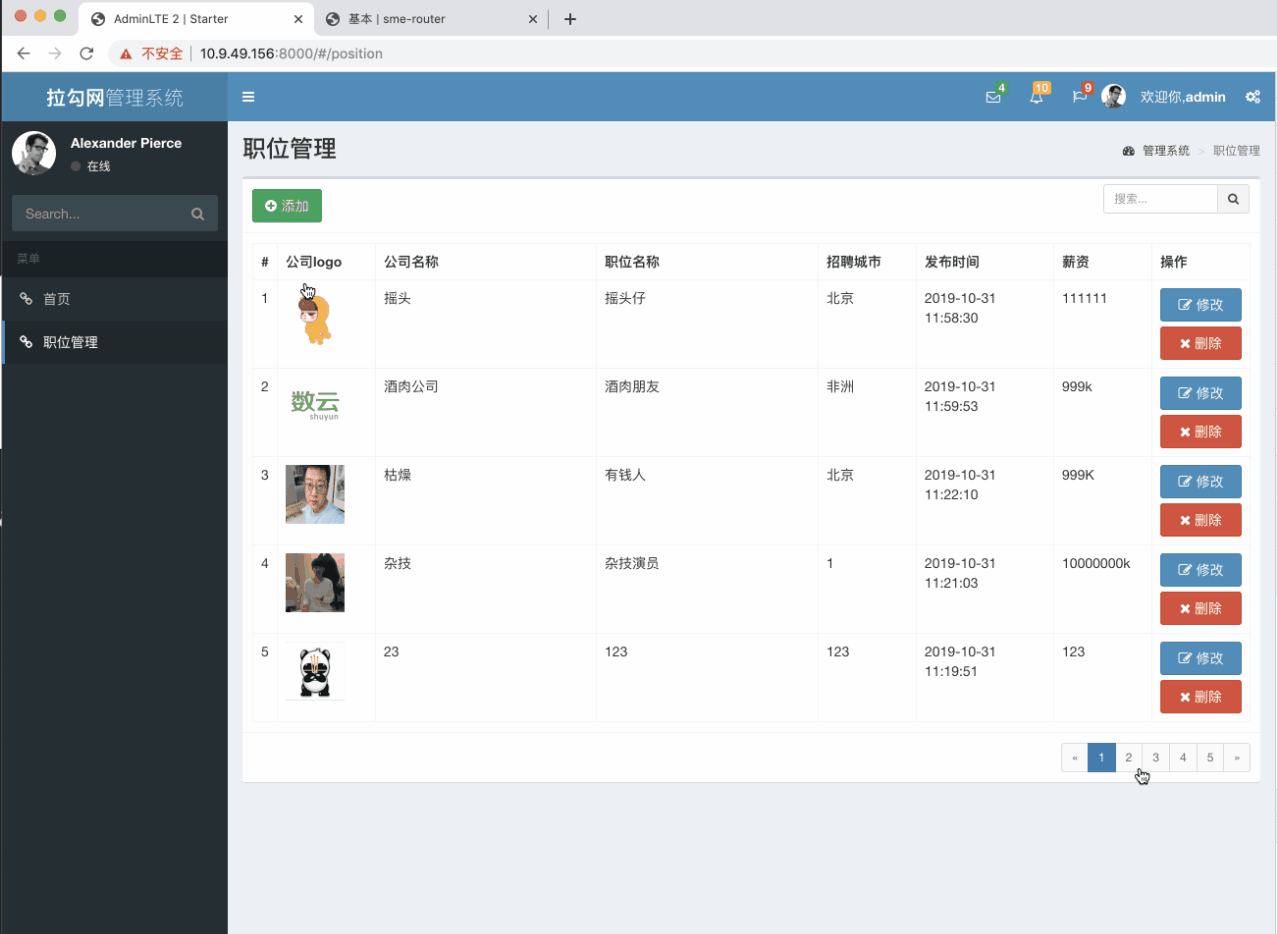 AdminLTE 2 | Starter
基本 | sme-router
不安全
10.9.49.156:8000/#/position
拉勾网管理系统
4
10
9
欢迎你,admin
Alexander Pierce
在线
Search...
菜单
首页
职位管理
职位管理
管理系统 > 职位管理
添加
搜索...
# 公司logo 公司名称 职位名称 招聘城市 发布时间 薪资 操作
1 摇头 摇头仔 北京 2019-10-31 111111 修改
11:58:30
删除
2 数云 酒肉公司 酒肉朋友 非洲 2019-10-31 999k 修改
shuyun 11:59:53
删除
3 枯燥 有钱人 北京 2019-10-31 999K 修改
11:22:10
删除
4 杂技 杂技演员 1 2019-10-31 10000000k 修改
11:21:03
删除
5 23 123 123 2019-10-31 123 修改
11:19:51
删除
« 1 2 3 4 5 »